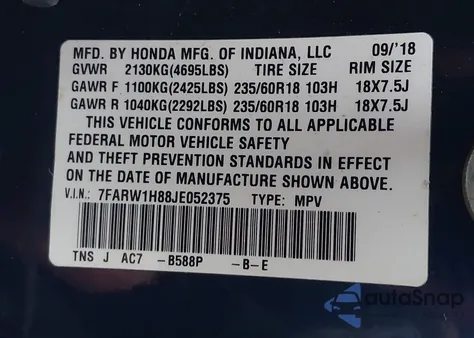 MFD. BY HONDA MFG. OF INDIANA, LLC 09/'18
GVWR 2130KG(4695LBS) TIRE SIZE RIM SIZE
GAWR F 1100KG(2425LBS) 235/60R18 103H 18X7.5J
GAWR R 1040KG(2292LBS) 235/60R18 103H 18X7.5J
THIS VEHICLE CONFORMS TO ALL APPLICABLE
FEDERAL MOTOR VEHICLE SAFETY
AND THEFT PREVENTION STANDARDS IN EFFECT
ON THE DATE OF MANUFACTURE SHOWN ABOVE.
V.I.N.: 7FARW1H88JE052375 TYPE: MPV
TNS J AC7 -B588P -B-E
autoSnap